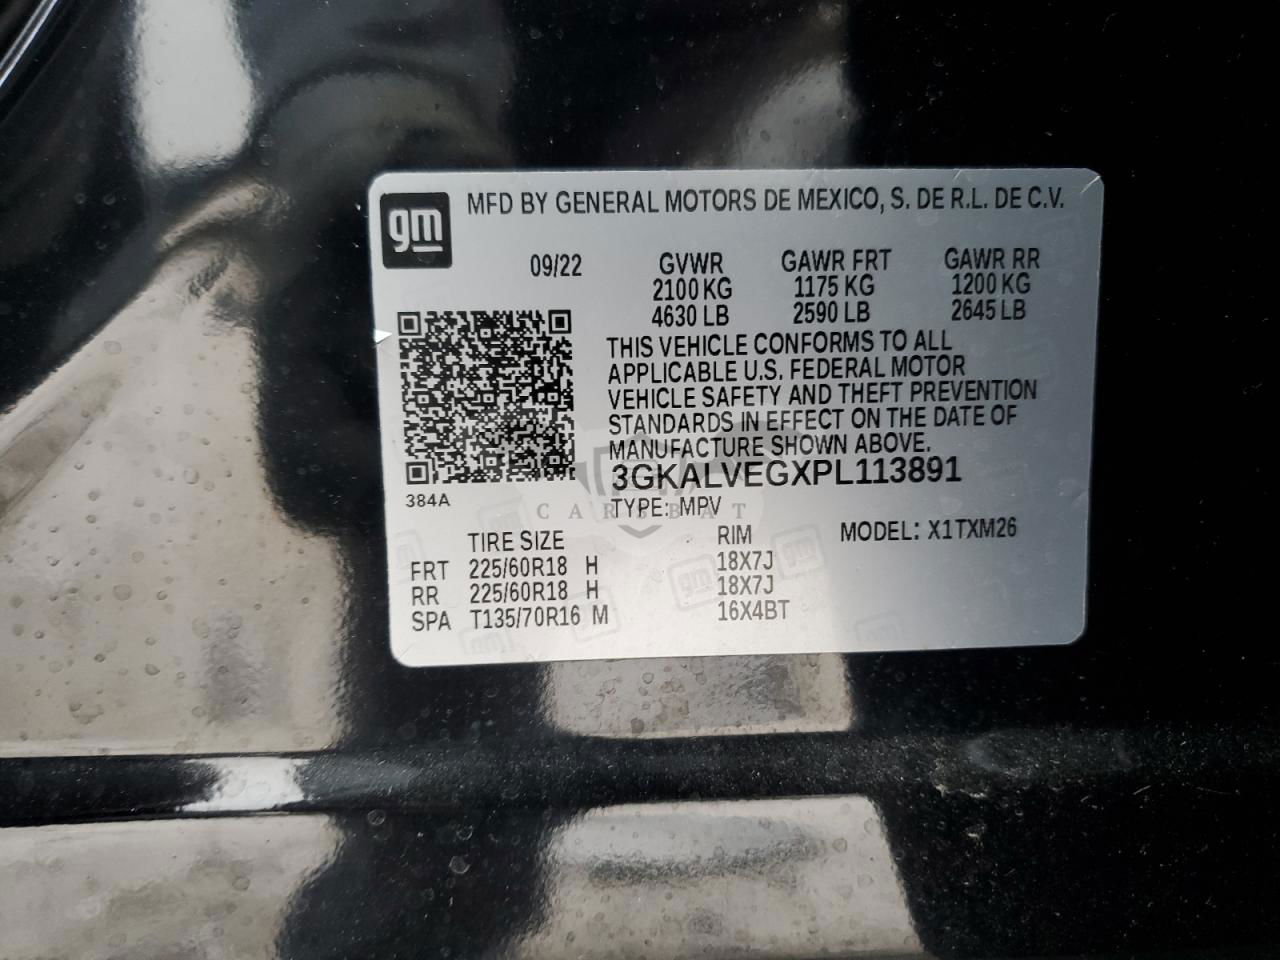 gm
MFD BY GENERAL MOTORS DE MEXICO, S. DE R.L. DE C.V.
09/22 GVWR GAWR FRT GAWR RR
2100 KG 1175 KG 1200 KG
4630 LB 2590 LB 2645 LB
THIS VEHICLE CONFORMS TO ALL
APPLICABLE U.S. FEDERAL MOTOR
VEHICLE SAFETY AND THEFT PREVENTION
STANDARDS IN EFFECT ON THE DATE OF
MANUFACTURE SHOWN ABOVE.
3GKALVEGXPL113891
384A
TYPE: MPV
CARSBAT
TIRE SIZE RIM MODEL: X1TXM26
FRT 225/60R18 H 18X7J
RR 225/60R18 H 18X7J
SPA T135/70R16 M 16X4BT